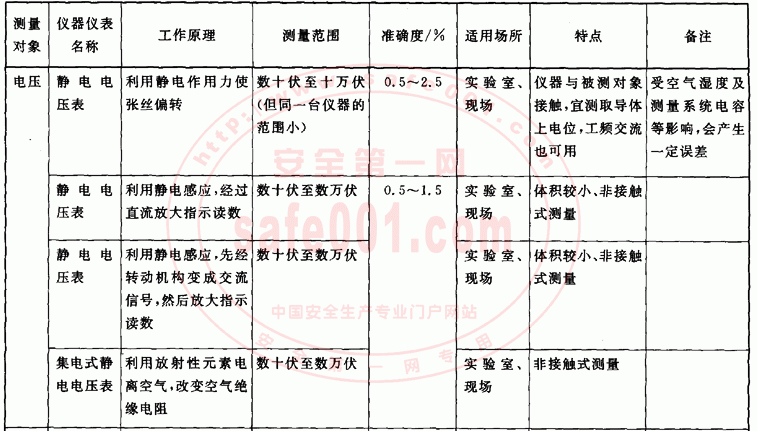 测量对象 仪器仪表名称 工作原理 测量范围 准确度/% 适用场所 特点 备注
电压 静电电压表 利用静电作用力使张丝偏转 数十伏至十万伏(但同一台仪器的范围小) 0.5～2.5 实验室、现场 仪器与被测对象接触,宜测取导体上电位,工频交流也可用 受空气湿度及测量系统电容等影响,会产生一定误差
静电电压表 利用静电感应,经过直流放大指示读数 数十伏至数万伏 0.5～1.5 实验室、现场 体积较小、非接触式测量
静电电压表 利用静电感应,先经转动机构变成交流信号,然后放大指示读数 数十伏至数万伏 实验室、现场 体积较小、非接触式测量
集电式静电电压表 利用放射性元素电离空气,改变空气绝缘电阻 数十伏至数万伏 实验室、现场 非接触式测量
http://www.safe001.com
安全第一网
safe001.com
中国安全生产专业门户网站
安全第一网专用